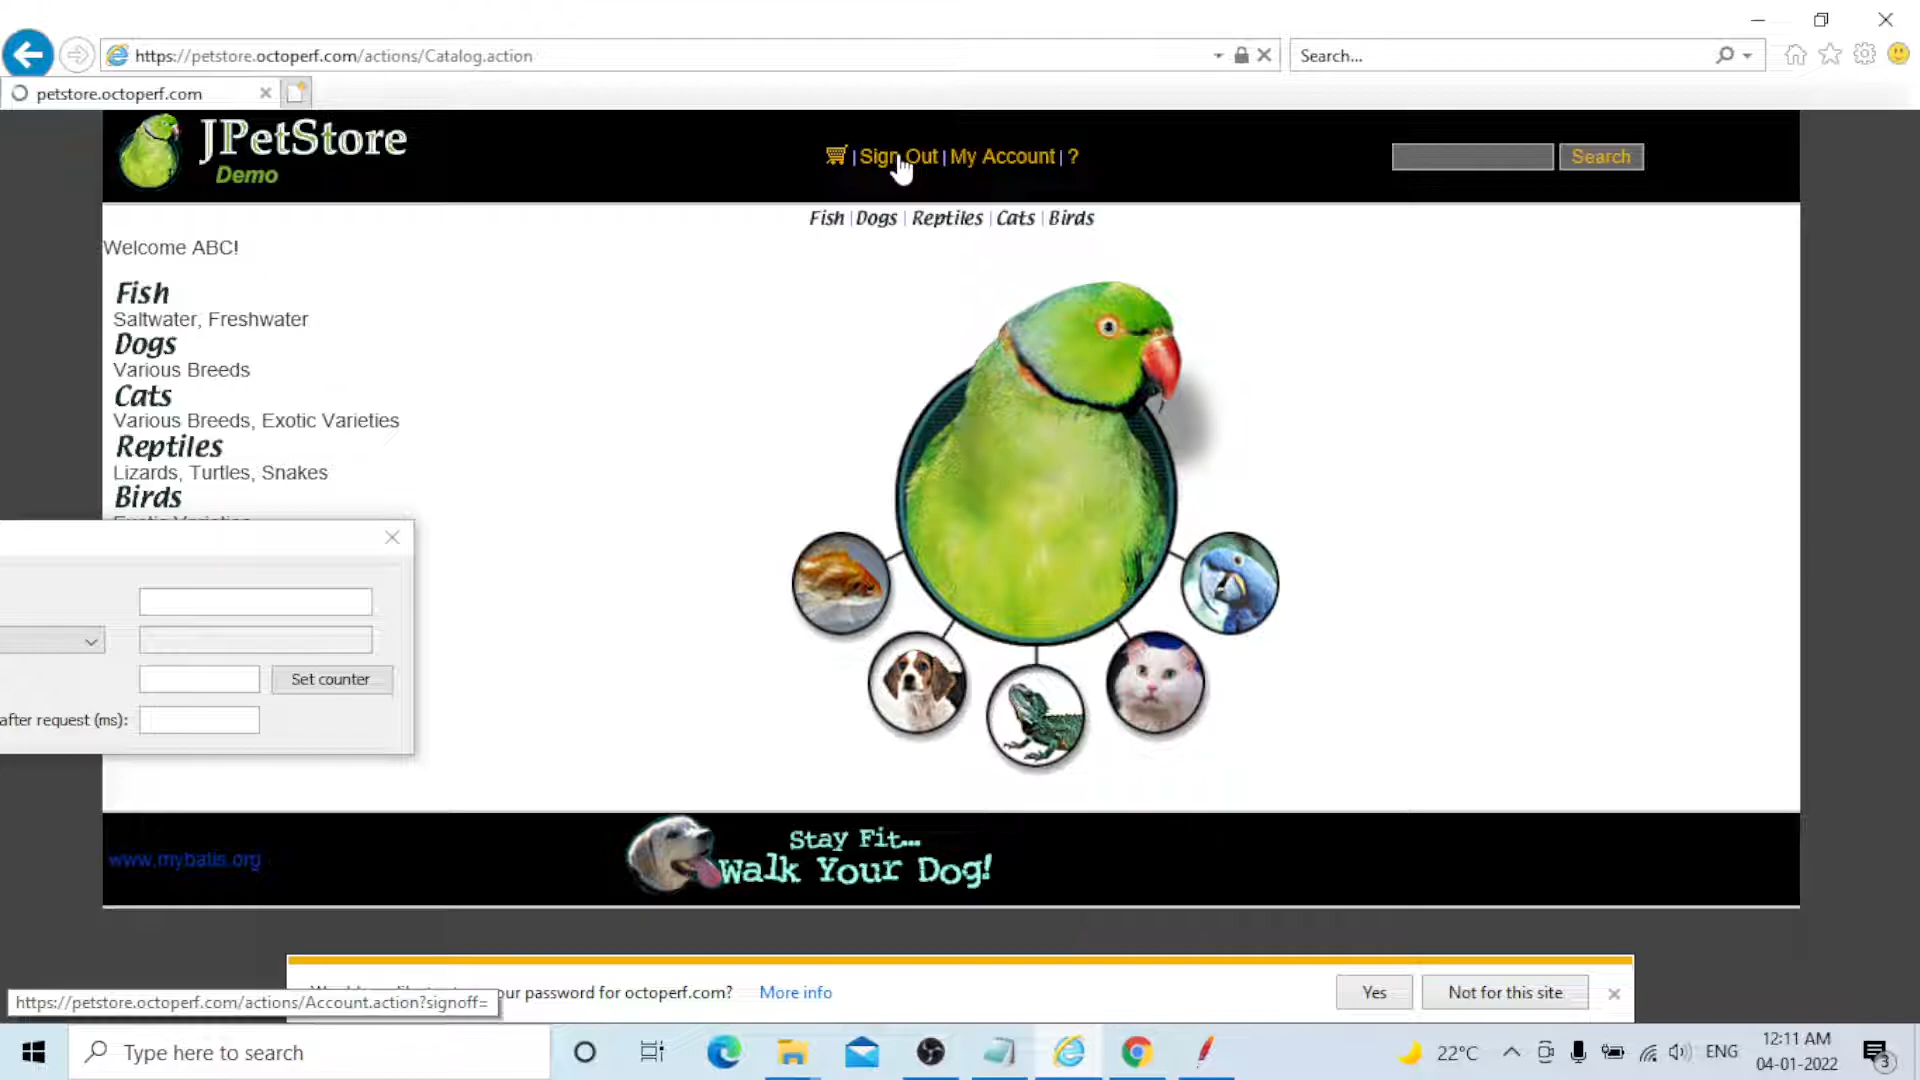 https://petstore.octoperf.com/actions/Catalog.action
Search...
petstore.octoperf.com
JPetStore
Demo
| Sign Out | My Account | ?
Search
Fish | Dogs | Reptiles | Cats | Birds
Welcome ABC!
Fish
Saltwater, Freshwater
Dogs
Various Breeds
Cats
Various Breeds, Exotic Varieties
Reptiles
Lizards, Turtles, Snakes
Birds
Set counter
after request (ms):
www.mybatis.org
Stay Fit...
Walk Your Dog!
your password for octoperf.com? More info
Yes
Not for this site
https://petstore.octoperf.com/actions/Account.action?signoff=
Type here to search
22°C
ENG
12:11 AM
04-01-2022
3